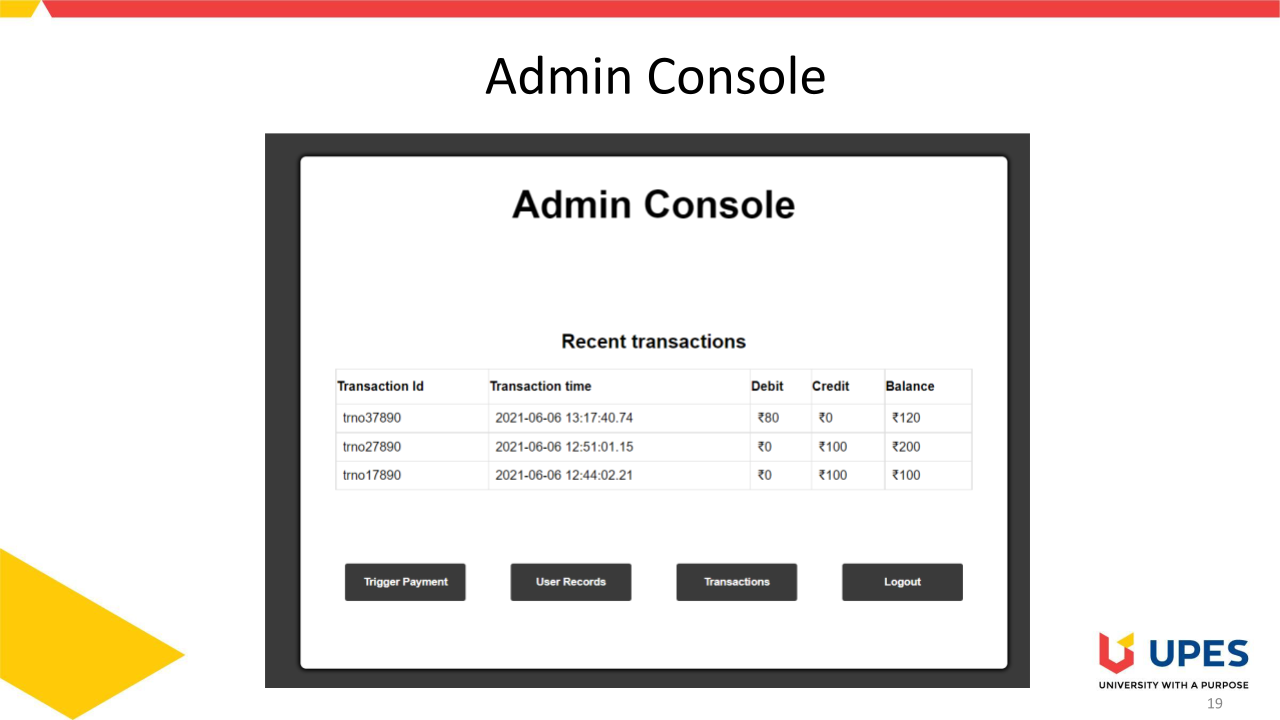 Admin Console
Admin Console
Recent transactions
Transaction Id Transaction time Debit Credit Balance
trno37890 2021-06-06 13:17:40.74 ₹80 ₹0 ₹120
trno27890 2021-06-06 12:51:01.15 ₹0 ₹100 ₹200
trno17890 2021-06-06 12:44:02.21 ₹0 ₹100 ₹100
Trigger Payment User Records Transactions Logout
UPES
UNIVERSITY WITH A PURPOSE
19